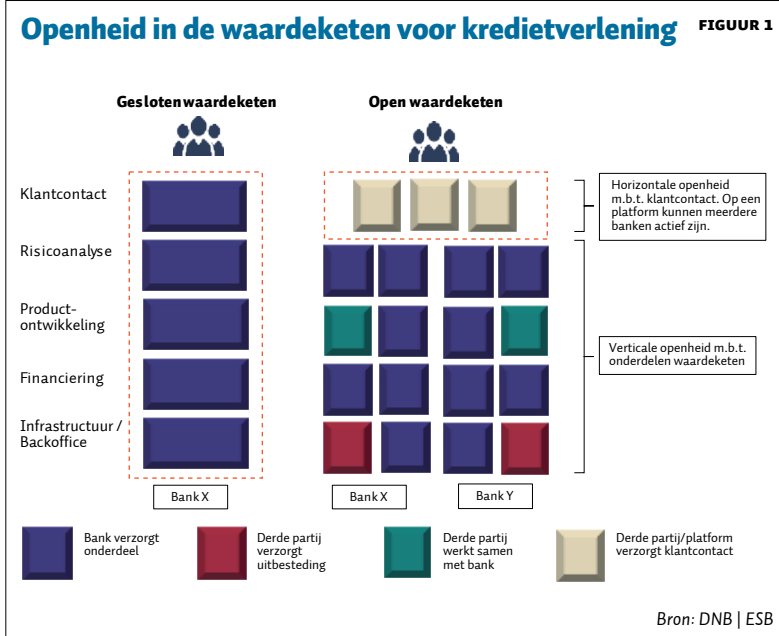 Openheid in de waardeketen voor kredietverlening
FIGUUR 1
Gesloten waardeketen
Open waardeketen
Klantcontact
Risicoanalyse
Product-
ontwikkeling
Financiering
Infrastructuur /
Backoffice
Horizontale openheid
m.b.t. klantcontact. Op een
platform kunnen meerdere
banken actief zijn.
Verticale openheid m.b.t.
onderdelen waardeketen
Bank X
Bank X
Bank Y
Bank verzorgt
onderdeel
Derde partij
verzorgt
uitbesteding
Derde partij
werkt samen
met bank
Derde partij/platform
verzorgt klantcontact
Bron: DNB | ESB